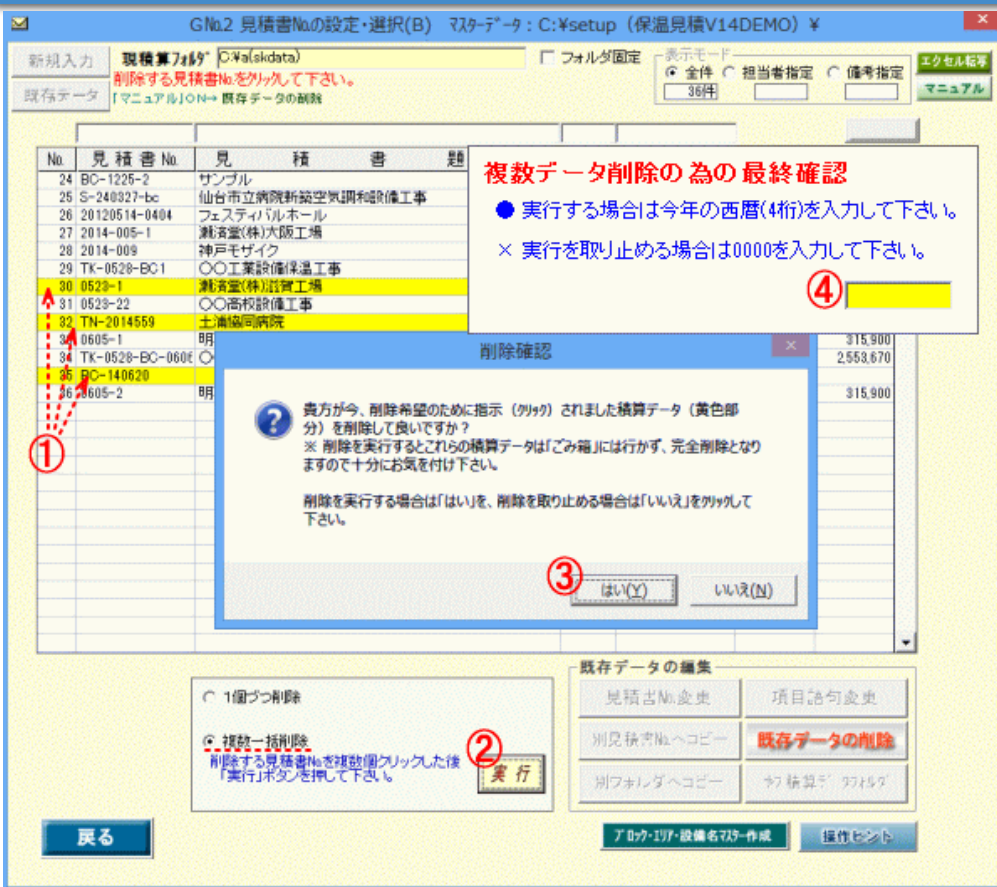 G№2 見積書№の設定・選択(B) ﾏｽﾀｰﾃﾞｰﾀ：C:¥setup（保温見積V14DEMO）¥
新規入力
現積算ﾌｫﾙﾀﾞ C:¥a(skdata)
フォルダ固定
表示モード
全件
担当者指定
備考指定
エクセル転写
削除する見積書№をｸﾘｯｸして下さい。
36件
既存データ
「マニュアル」ON→ 既存データの削除
マニュアル
No. 見積書№ 見 積 書 題
24 BC-1225-2 サンプル
25 S-240327-bc 仙台市立病院新築空気調和設備工事
26 20120514-0404 フェスティバルホール
27 2014-005-1 潮済堂(株)大阪工場
28 2014-009 神戸モザイク
29 TK-0528-BC1 〇〇工業設備保温工事
30 0523-1 潮済堂(株)滋賀工場
31 0523-22 〇〇高校設備工事
32 TN-2014559 土浦協同病院
0605-1 明 315,900
34 TK-0528-BC-0606 2,553,670
35 BC-140620
36 0605-2 明 315,900
①
複数データ削除の為の最終確認
● 実行する場合は今年の西暦(4桁)を入力して下さい。
× 実行を取り止める場合は0000を入力して下さい。
④
削除確認
貴方が今、削除希望のために指示（ｸﾘｯｸ）されました積算データ（黄色部
分）を削除して良いですか？
※ 削除を実行するとこれらの積算データは「ごみ箱」には行かず、完全削除となり
ますので十分にお気を付け下さい。
削除を実行する場合は「はい」を、削除を取り止める場合は「いいえ」をｸﾘｯｸして
下さい。
③
はい(Y)
いいえ(N)
1個づつ削除
複数一括削除
削除する見積書№を複数個クリックした後
「実行」ボタンを押して下さい。
②
実 行
既存データの編集
見積書№変更
項目語句変更
別見積書№へコピー
既存データの削除
別フォルダへコピー
戻る
ﾌﾞﾛｯｸ・ｴﾘｱ・設備名ﾏｽﾀｰ作成
操作ヒント